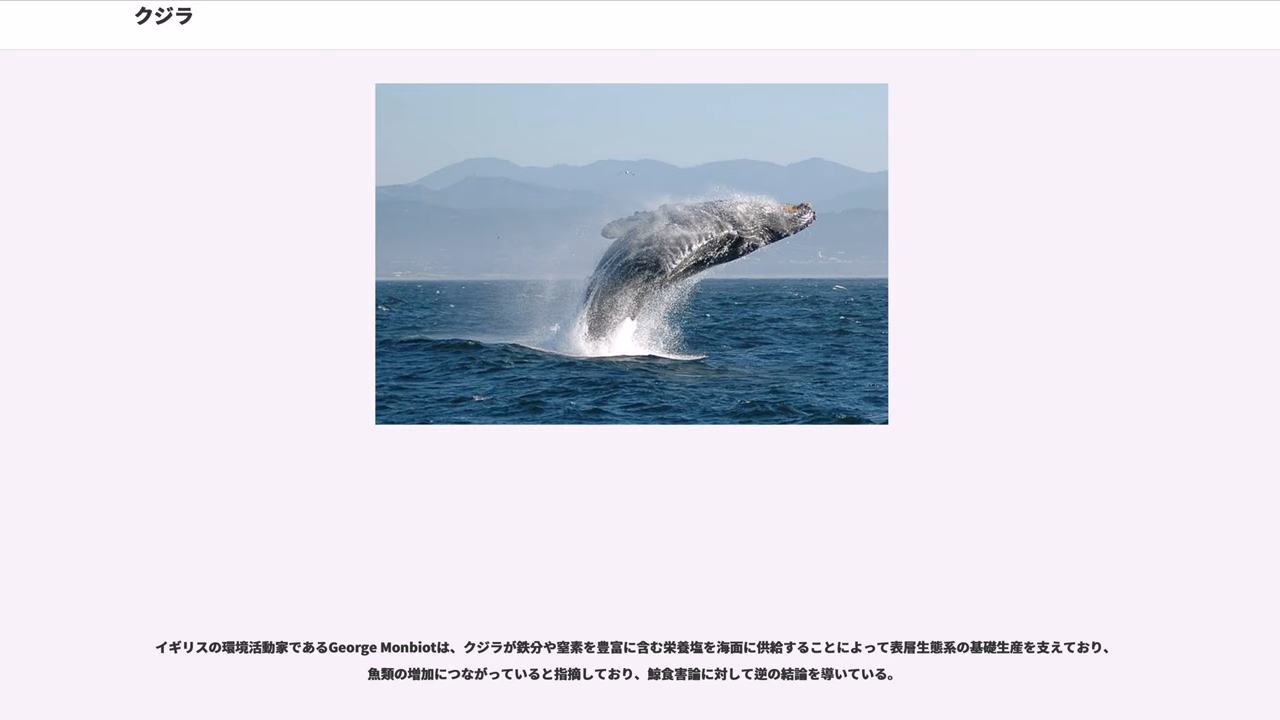 クジラ
イギリスの環境活動家であるGeorge Monbiotは、クジラが鉄分や窒素を豊富に含む栄養塩を海面に供給することによって表層生態系の基礎生産を支えており、
魚類の増加につながっていると指摘しており、鯨食害論に対して逆の結論を導いている。